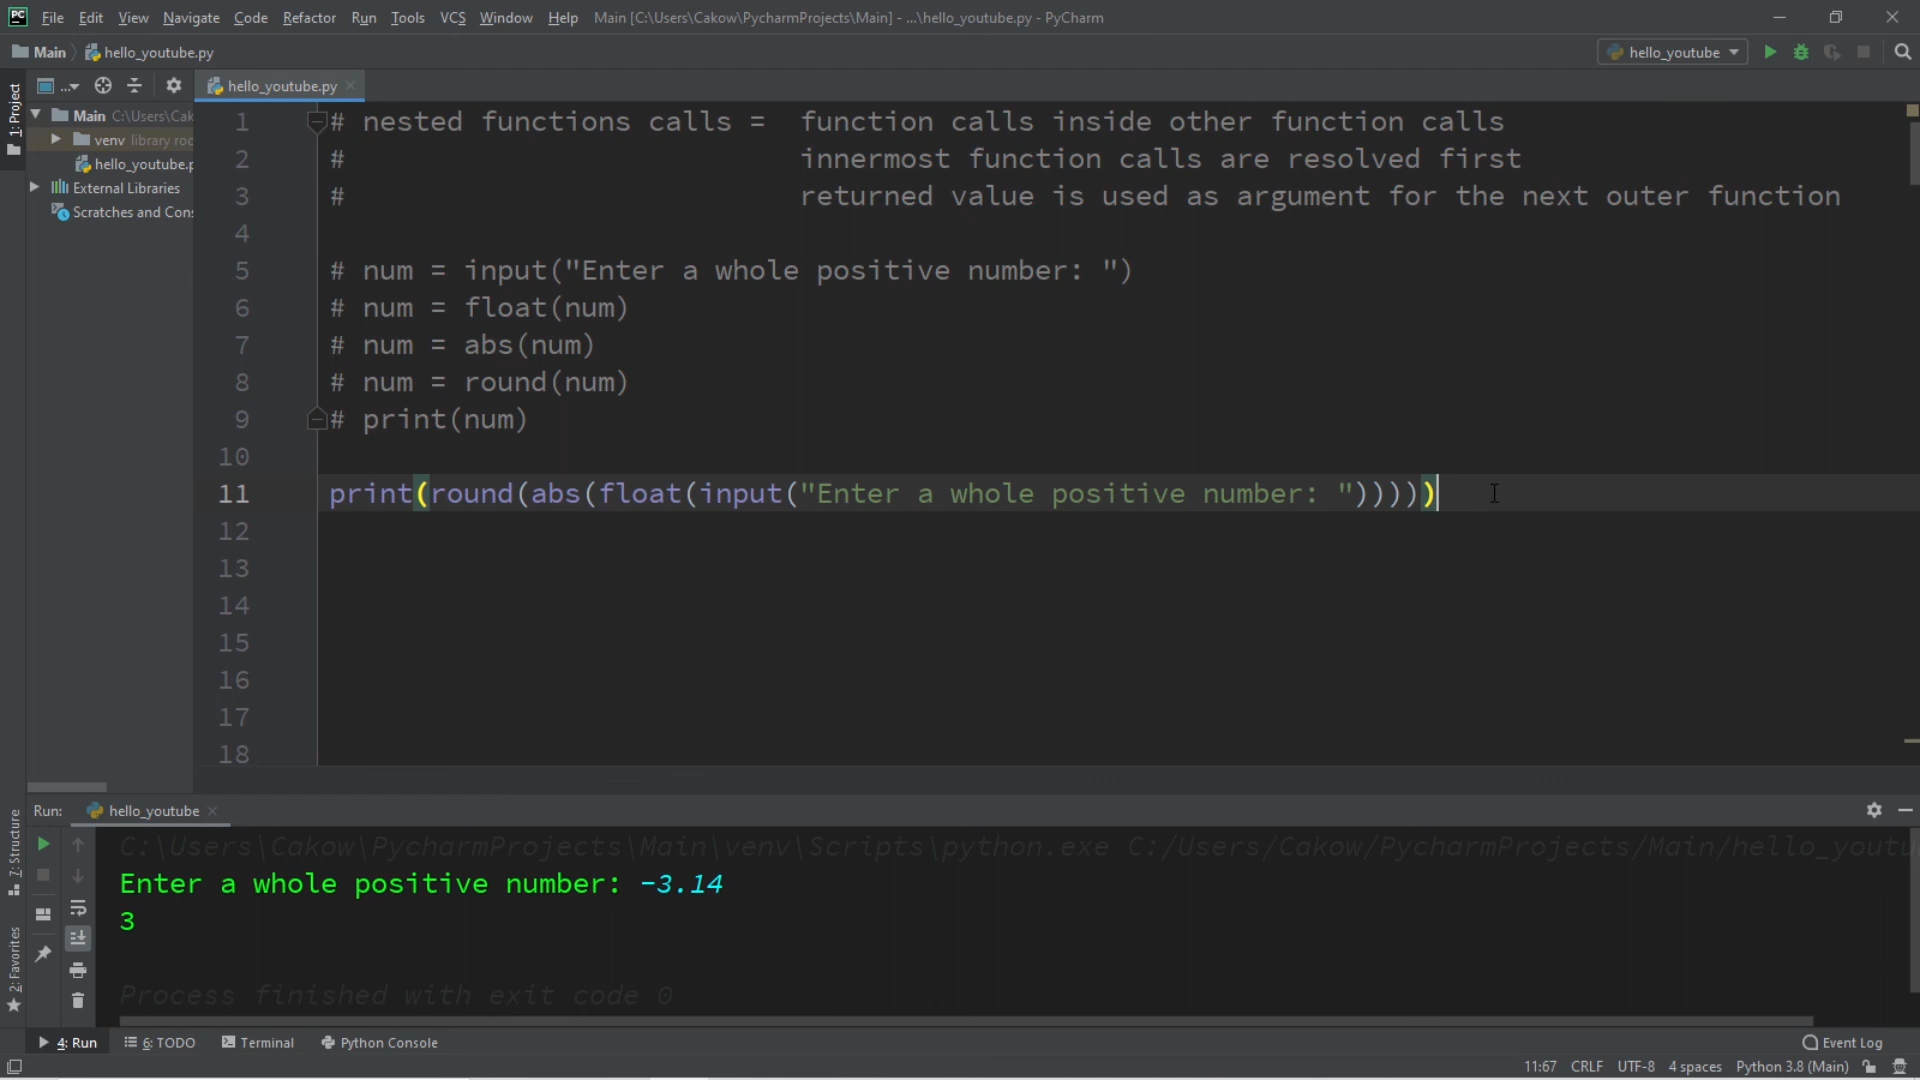 PC File Edit View Navigate Code Refactor Run Tools VCS Window Help Main [C:\Users\Cakow\PycharmProjects\Main] - ...\hello_youtube.py - PyCharm
Main hello_youtube.py hello_youtube
1: Project
... hello_youtube.py
Main C:\Users\Cak
venv library roo
hello_youtube.p
External Libraries
Scratches and Cons
1 # nested functions calls = function calls inside other function calls
2 # innermost function calls are resolved first
3 # returned value is used as argument for the next outer function
4
5 # num = input("Enter a whole positive number: ")
6 # num = float(num)
7 # num = abs(num)
8 # num = round(num)
9 # print(num)
10
11 print(round(abs(float(input("Enter a whole positive number: ")))))
12
13
14
15
16
17
18
Run: hello_youtube
7: Structure
2: Favorites
C:\Users\Cakow\PycharmProjects\Main\venv\Scripts\python.exe C:/Users/Cakow/PycharmProjects/Main/hello_youtu
Enter a whole positive number: -3.14
3
Process finished with exit code 0
4: Run 6: TODO Terminal Python Console Event Log
11:67 CRLF UTF-8 4 spaces Python 3.8 (Main)